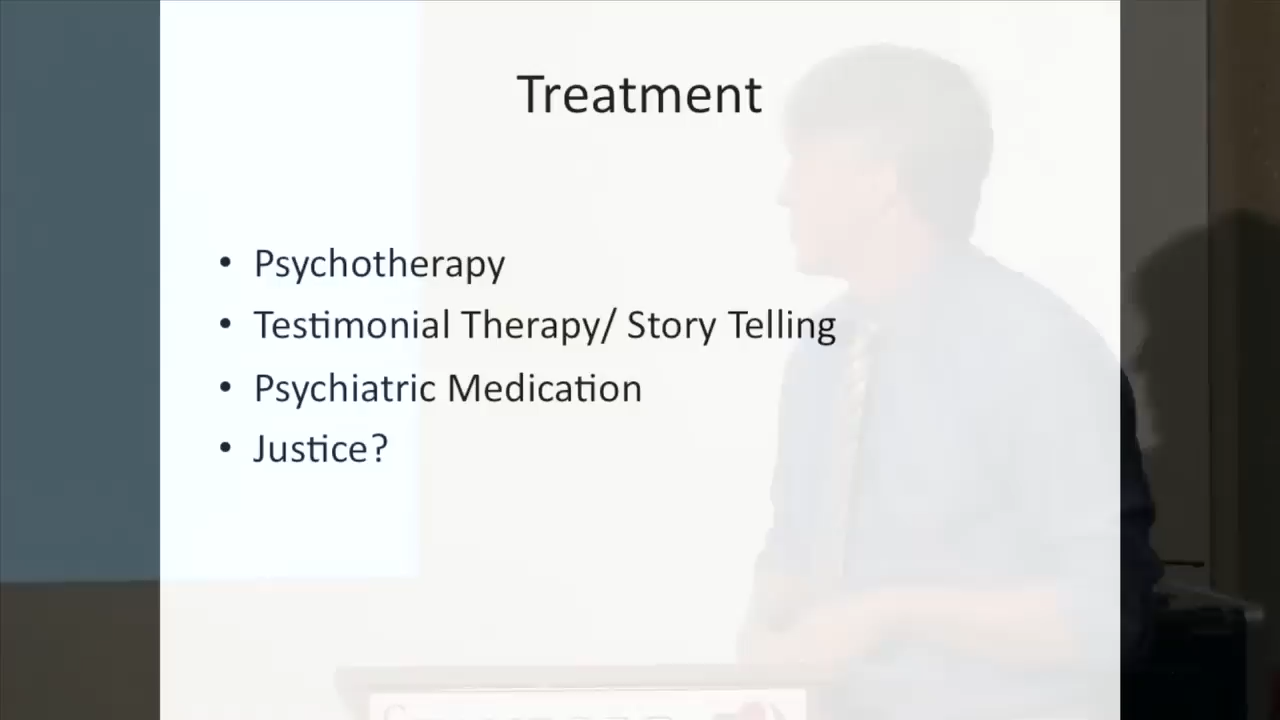 Treatment
• Psychotherapy
• Testimonial Therapy/ Story Telling
• Psychiatric Medication
• Justice?